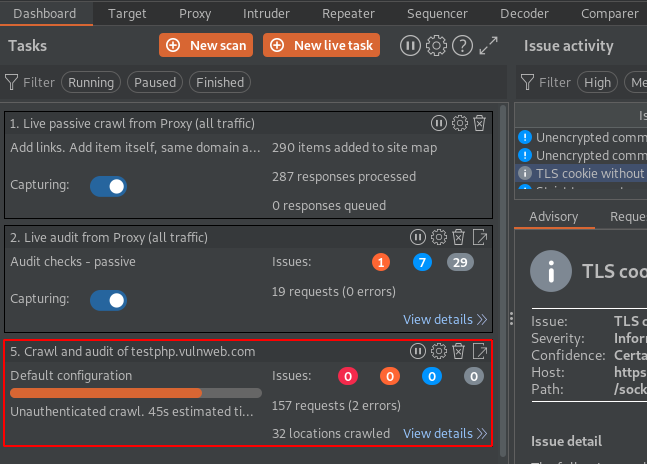 Dashboard Target Proxy Intruder Repeater Sequencer Decoder Comparer
Tasks New scan New live task ? Issue activity
Filter Running Paused Finished Filter High Me
1. Live passive crawl from Proxy (all traffic)
Add links. Add item itself, same domain a... 290 items added to site map
287 responses processed
Capturing:
0 responses queued
2. Live audit from Proxy (all traffic)
Audit checks - passive Issues: 1 7 29
19 requests (0 errors)
Capturing:
View details
5. Crawl and audit of testphp.vulnweb.com
Default configuration Issues: 0 0 0 0
157 requests (2 errors)
Unauthenticated crawl. 45s estimated ti...
32 locations crawled View details
Is
Unencrypted comm
Unencrypted comm
TLS cookie without
Advisory Reque
TLS coo
Issue: TLS c
Severity: Infor
Confidence: Certa
Host: https
Path: /sock
Issue detail